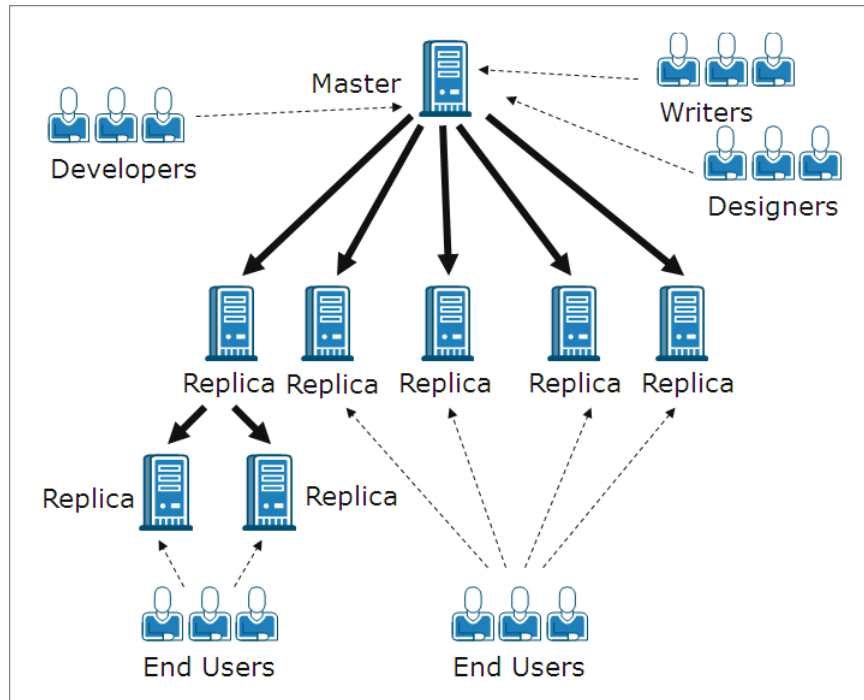 Master
Writers
Developers
Designers
Replica
Replica
Replica
Replica
Replica
Replica
Replica
End Users
End Users